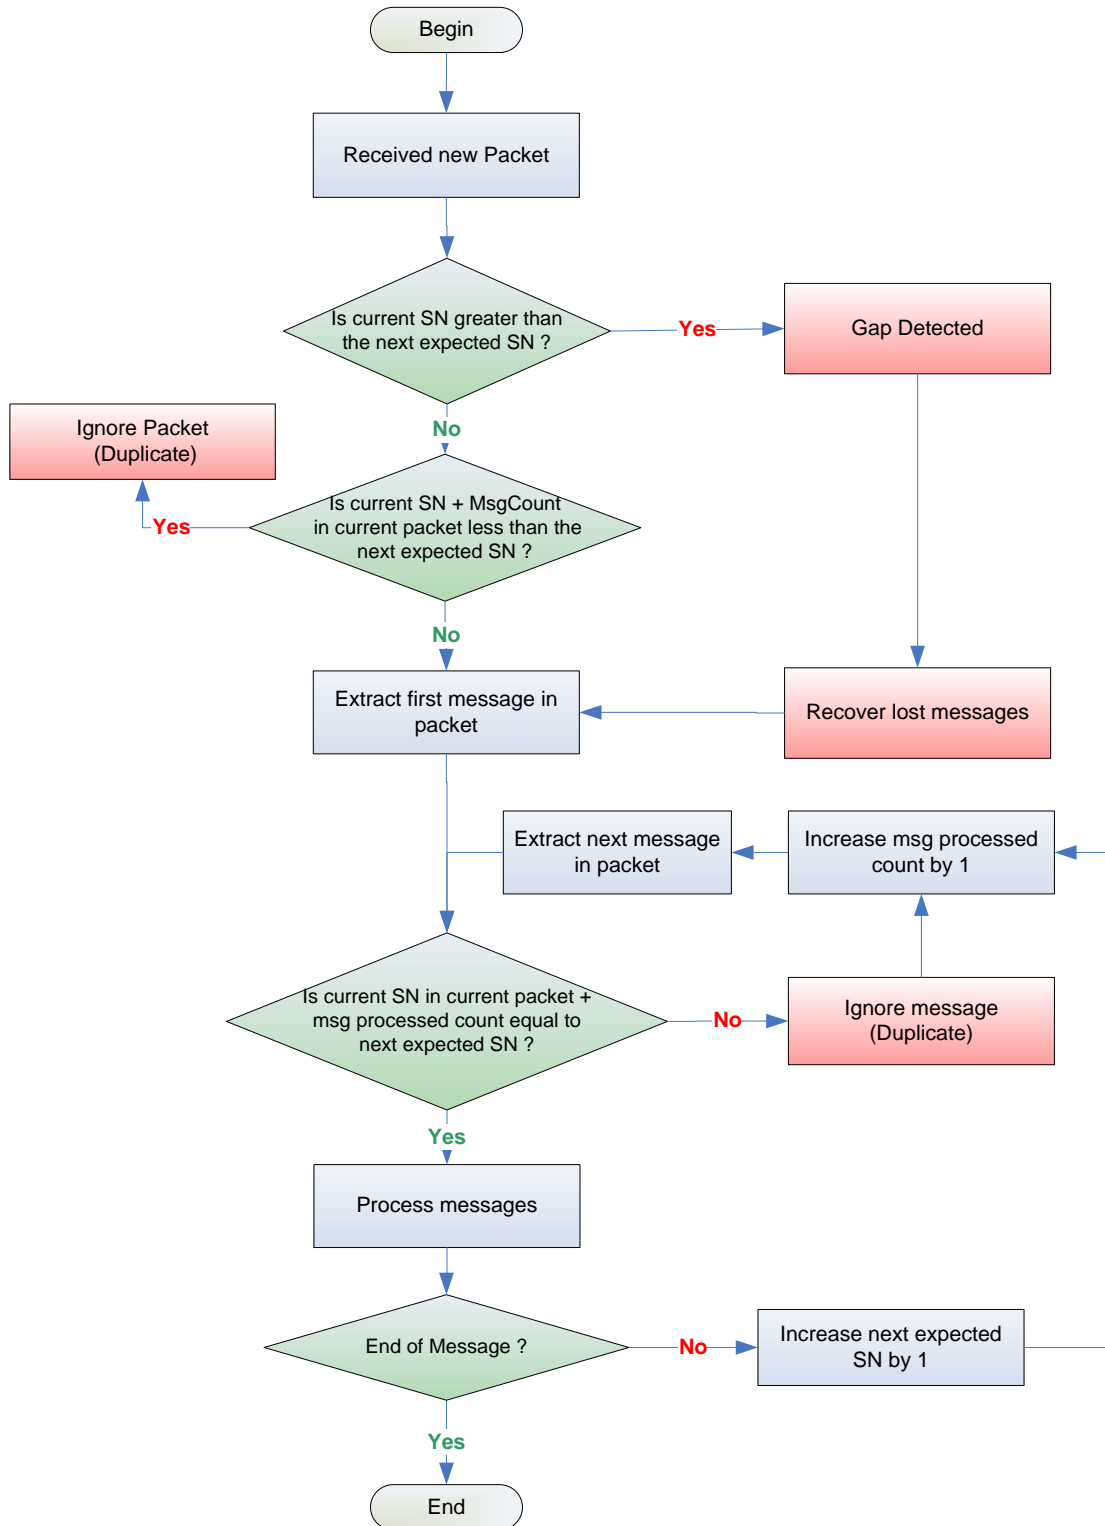 Begin
Received new Packet
Is current SN greater than
the next expected SN ?
Yes
Gap Detected
No
Ignore Packet
(Duplicate)
Is current SN + MsgCount
in current packet less than the
next expected SN ?
Yes
No
Extract first message in
packet
Recover lost messages
Extract next message
in packet
Increase msg processed
count by 1
Is current SN in current packet +
msg processed count equal to
next expected SN ?
No
Ignore message
(Duplicate)
Yes
Process messages
End of Message ?
No
Increase next expected
SN by 1
Yes
End